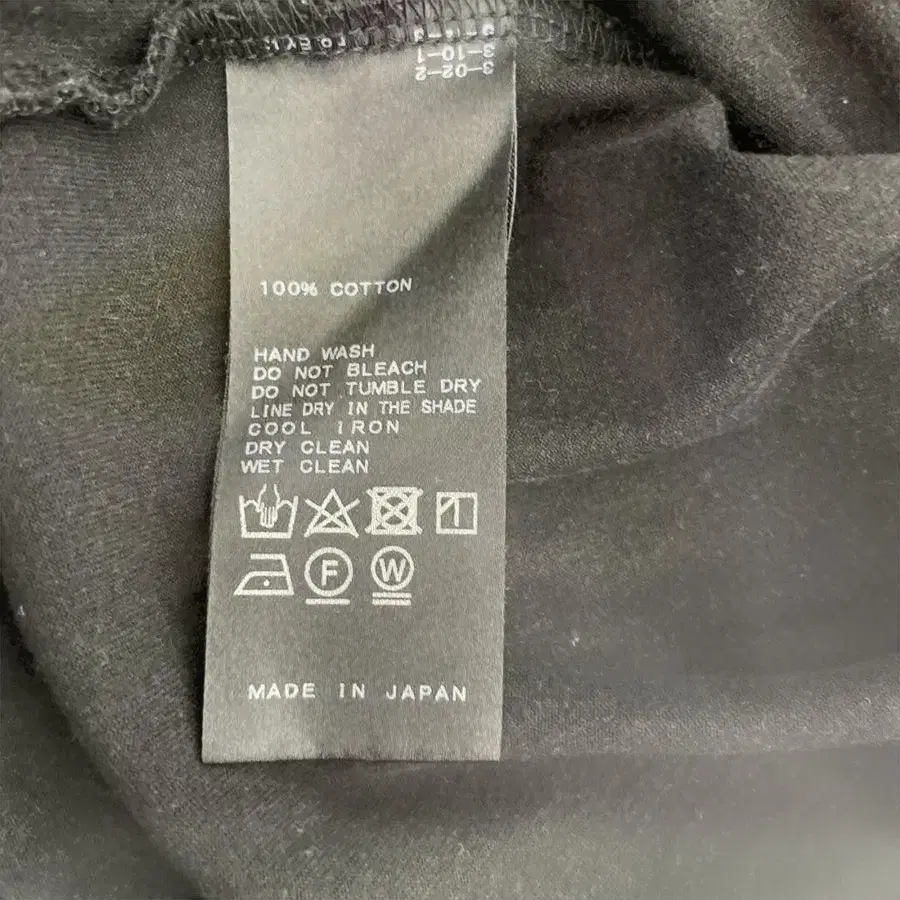 3-02-2
3-10-1
100% COTTON
HAND WASH
DO NOT BLEACH
DO NOT TUMBLE DRY
LINE DRY IN THE SHADE
COOL IRON
DRY CLEAN
WET CLEAN
F
W
MADE IN JAPAN